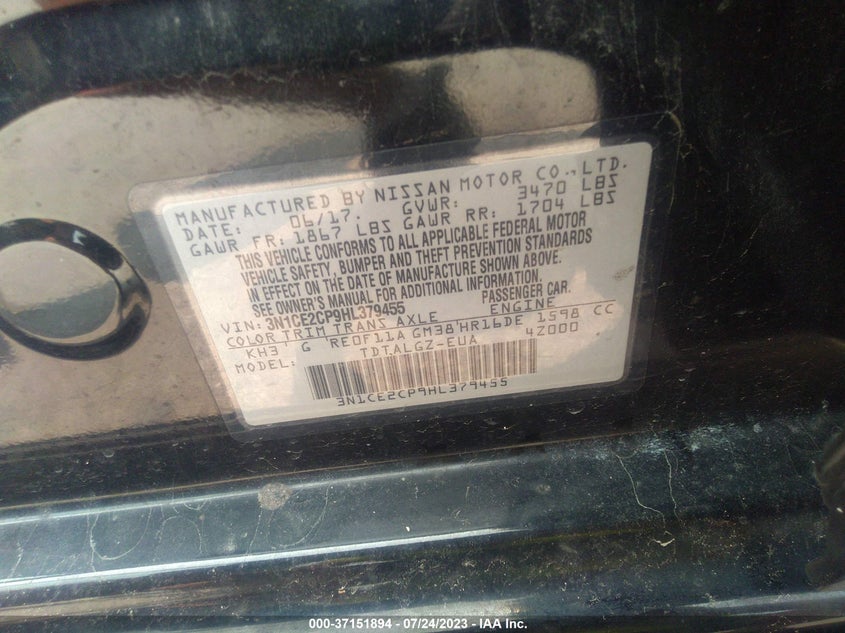 MANUFACTURED BY NISSAN MOTOR CO., LTD.
DATE: 06/17. GVWR: 3470 LBS
GAWR FR: 1867 LBS GAWR RR: 1704 LBS
THIS VEHICLE CONFORMS TO ALL APPLICABLE FEDERAL MOTOR
VEHICLE SAFETY, BUMPER AND THEFT PREVENTION STANDARDS
IN EFFECT ON THE DATE OF MANUFACTURE SHOWN ABOVE.
SEE OWNER'S MANUAL FOR ADDITIONAL INFORMATION.
VIN: 3N1CE2CP9HL379455 PASSENGER CAR.
COLOR TRIM TRANS AXLE ENGINE
KH3 G RE0F11A GM38 HR16DE 1598 CC
MODEL: TDTALGZ-EUA 4Z000
3N1CE2CP9HL379455
000-37151894 - 07/24/2023 - IAA Inc.